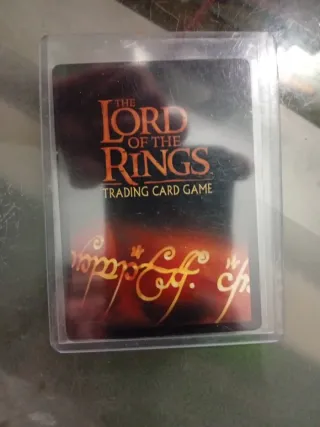 THE
LORD
OF THE
RINGS
TRADING CARD GAME